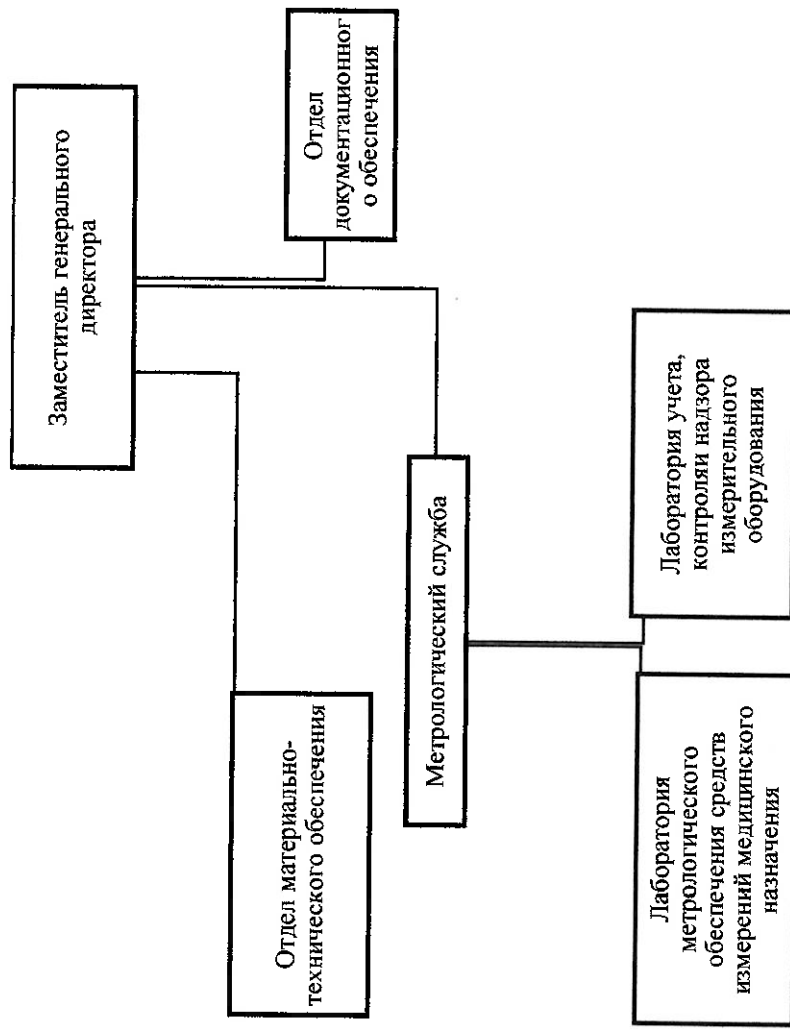 Заместитель генерального
директора
Отдел
документационног
о обеспечения
Отдел материально-
технического обеспечения
Метрологический служба
Лаборатория
метрологического
обеспечения средств
измерений медицинского
назначения
Лаборатория учета,
контроляи надзора
измерительного
оборудования